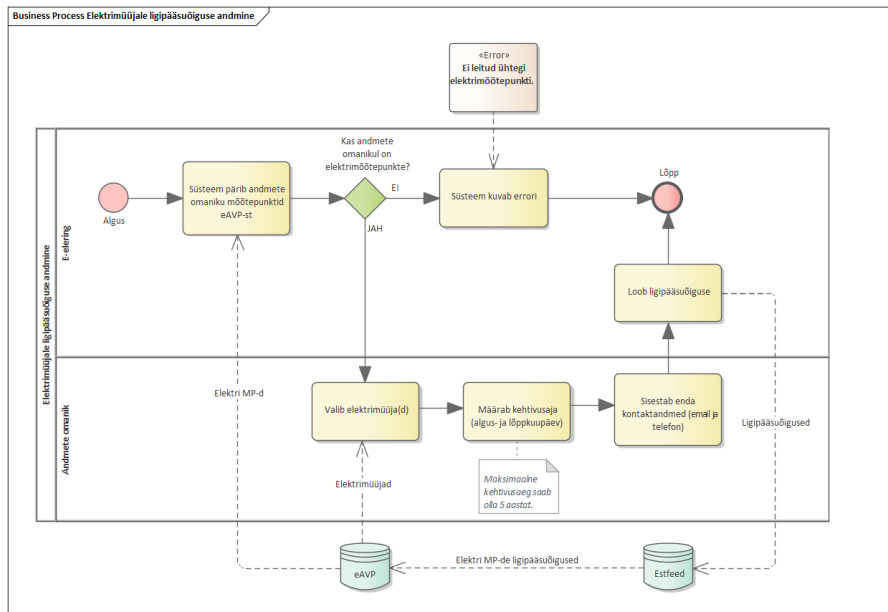 Business Process Elektrimüüjale ligipääsuõiguse andmine
«Error»
Ei leitud ühtegi
elektrimõõtepunkti.
Elektrimüüjale ligipääsuõiguse andmine
E-elering
Algus
Süsteem pärib andmete
omaniku mõõtepunktid
eAVP-st
Kas andmete
omanikul on
elektrimõõtepunkte?
EI
JAH
Süsteem kuvab errori
Lõpp
Loob ligipääsuõiguse
Andmete omanik
Elektri MP-d
Valib elektrimüüja(d)
Määrab kehtivusaja
(algus- ja lõppkuupäev)
Sisestab enda
kontaktandmed (email ja
telefon)
Ligipääsuõigused
Elektrimüüjad
Maksimaalne
kehtivusaeg saab
olla 5 aastat.
eAVP
Elektri MP-de ligipääsuõigused
Estfeed